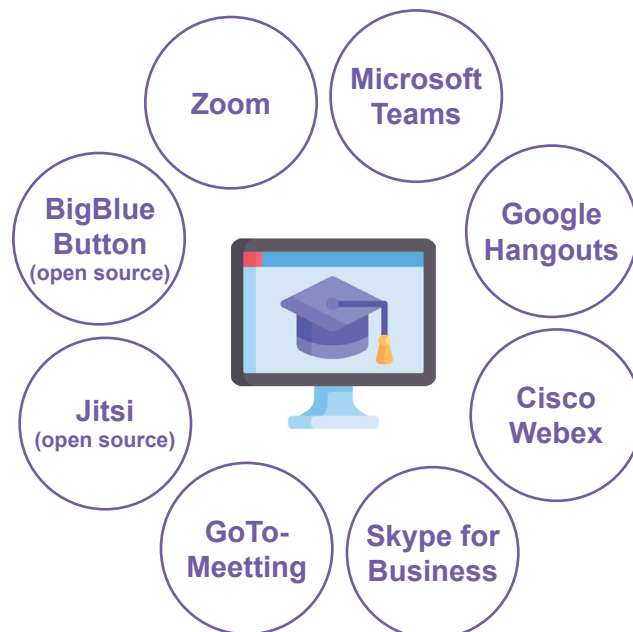 Zoom
Microsoft
Teams
Google
Hangouts
Cisco
Webex
Skype for
Business
GoTo-
Meetting
Jitsi
(open source)
BigBlue
Button
(open source)